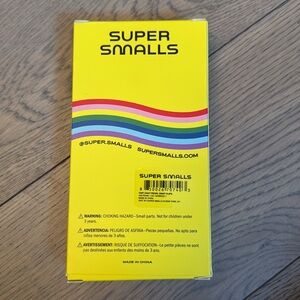 SUPER
SMALLS
@SUPER.SMALLS
SUPERSMALLS.COM
SUPER SMALLS
WARNING: CHOKING HAZARD - Small parts. Not for children under
3 years.
ADVERTENCIA: PELIGRO DE ASFIXIA - Piezas pequeñas. No apto para
niños menores de 3 años.
AVERTISSEMENT: RISQUE DE SUFFOCATION - Le petite pièces ne sont
pas destinées aux enfants des moins de 3 ans.
MADE IN CHINA